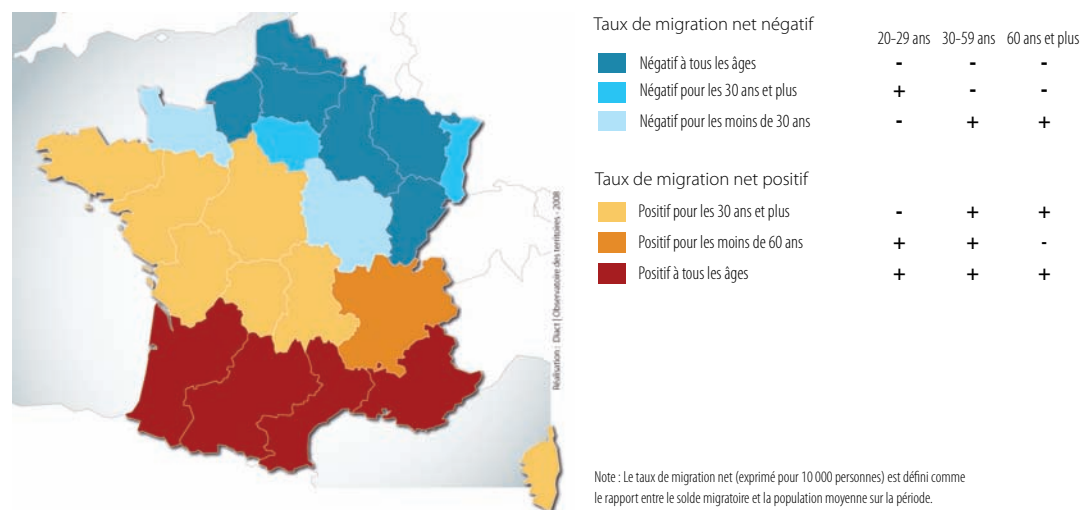 Taux de migration net négatif
20-29 ans 30-59 ans 60 ans et plus
Négatif à tous les âges - - -
Négatif pour les 30 ans et plus + - -
Négatif pour les moins de 30 ans - + +
Taux de migration net positif
Positif pour les 30 ans et plus - + +
Positif pour les moins de 60 ans + + -
Positif à tous les âges + + +
Réalisation : Diact | Observatoire des territoires - 2008
Note : Le taux de migration net (exprimé pour 10 000 personnes) est défini comme
le rapport entre le solde migratoire et la population moyenne sur la période.